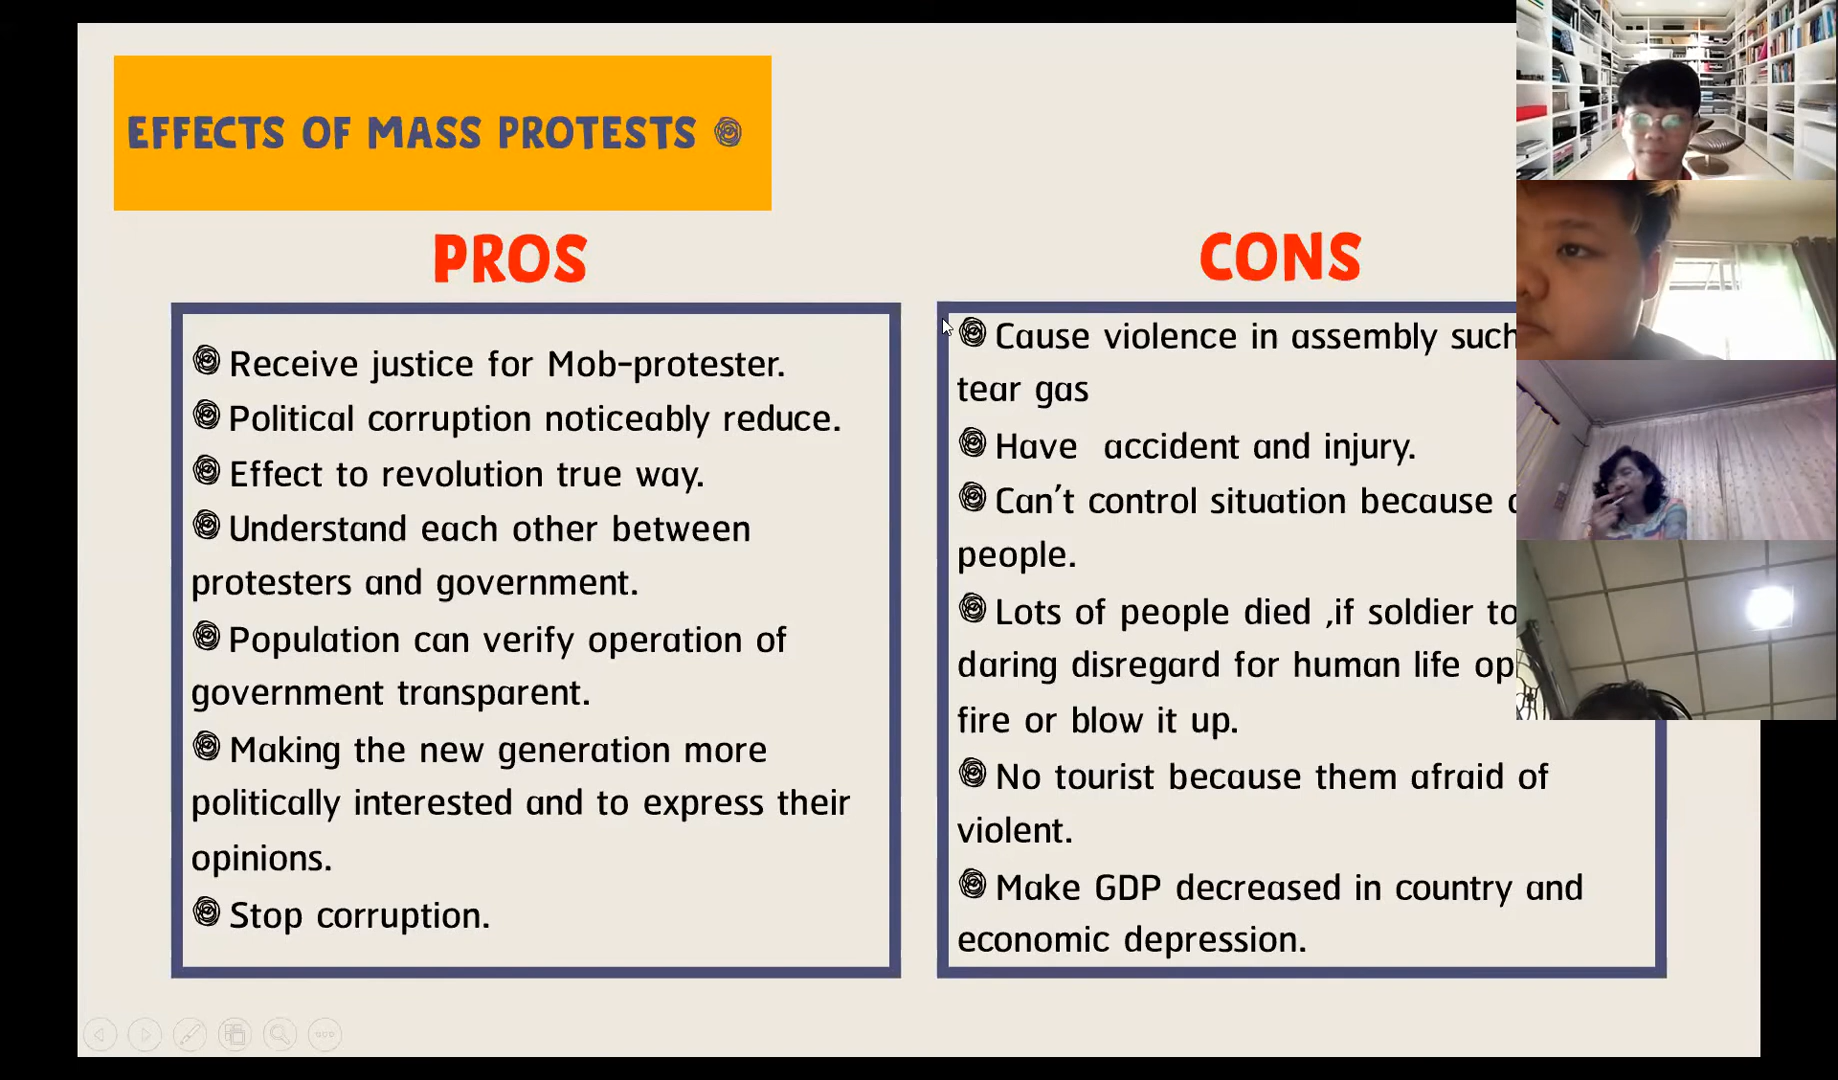 EFFECTS OF MASS PROTESTS
PROS
Receive justice for Mob-protester.
Political corruption noticeably reduce.
Effect to revolution true way.
Understand each other between
protesters and government.
Population can verify operation of
government transparent.
Making the new generation more
politically interested and to express their
opinions.
Stop corruption.
CONS
Cause violence in assembly such
tear gas
Have accident and injury.
Can't control situation because
people.
Lots of people died ,if soldier
daring disregard for human life
fire or blow it up.
No tourist because them afraid of
violent.
Make GDP decreased in country and
economic depression.